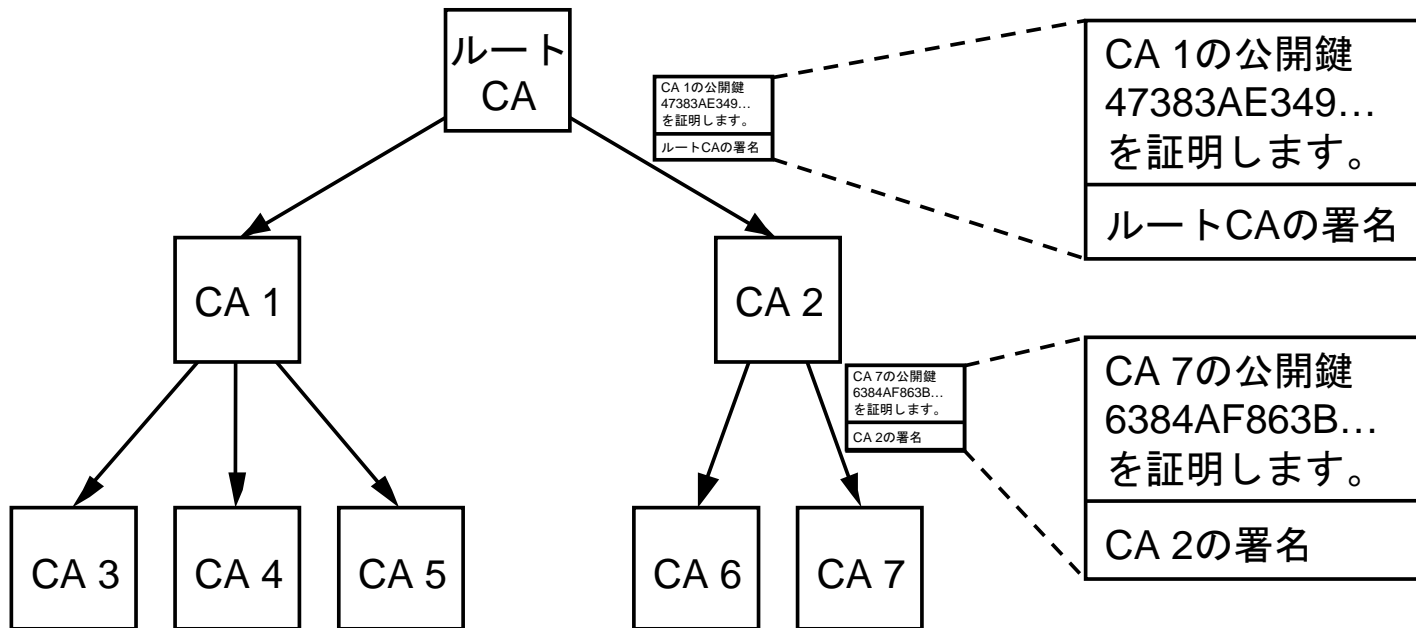 ルート
CA
CA 1の公開鍵
47383AE349...
を証明します。
ルートCAの署名
CA 1の公開鍵
47383AE349...
を証明します。
ルートCAの署名
CA 1
CA 2
CA 7の公開鍵
6384AF863B...
を証明します。
CA 2の署名
CA 7の公開鍵
6384AF863B...
を証明します。
CA 2の署名
CA 3
CA 4
CA 5
CA 6
CA 7